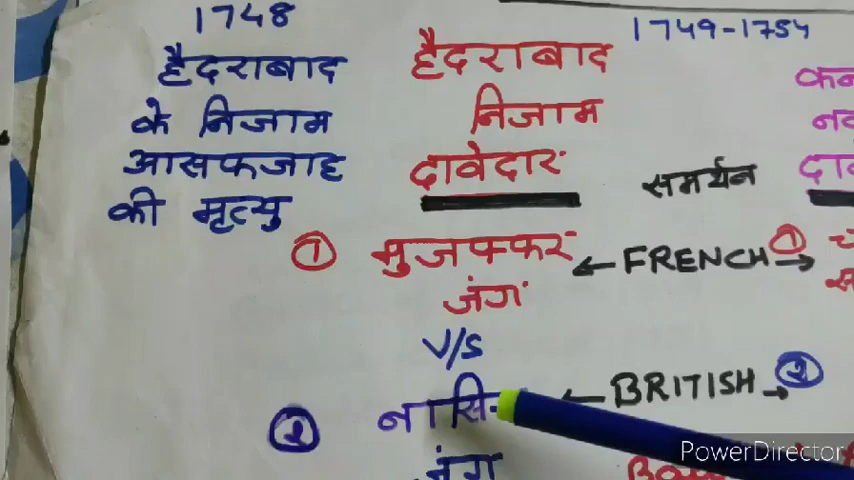 1748
हैदराबाद
के निजाम
आसफजाह
की मृत्यु
हैदराबाद
निजाम
दावेदार
① मुजफ्फर
जंग
V/S
② नासि
जंग
1749-1754
समर्थन
← FRENCH →
← BRITISH →
①
②
PowerDirector